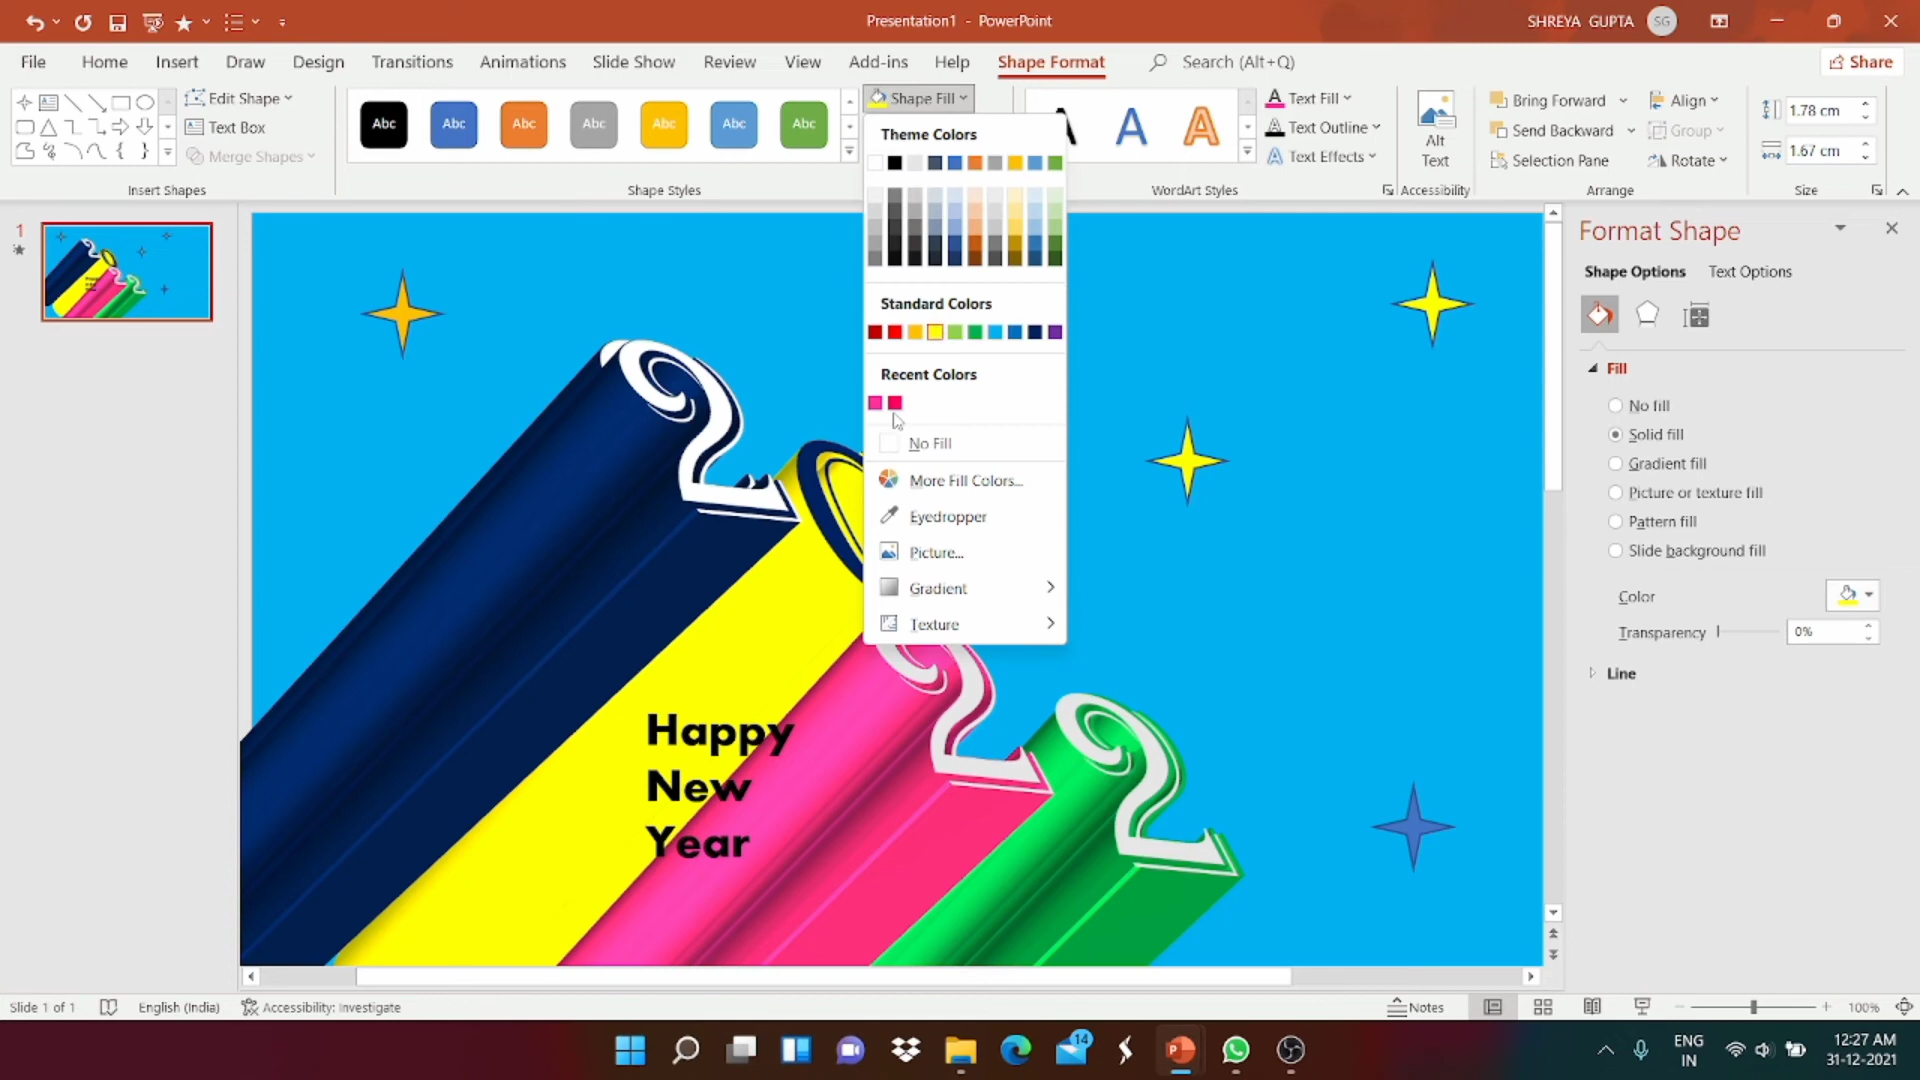 Presentation1 - PowerPoint
SHREYA GUPTA SG
File Home Insert Draw Design Transitions Animations Slide Show Review View Add-ins Help Shape Format Search (Alt+Q) Share
Edit Shape
Text Box
Merge Shapes
Insert Shapes
Abc Abc Abc Abc Abc Abc Abc
Shape Styles
Shape Fill
A A
WordArt Styles
Text Fill
Text Outline
Text Effects
Alt
Text
Accessibility
Bring Forward
Send Backward
Selection Pane
Align
Group
Rotate
Arrange
1.78 cm
1.67 cm
Size
Theme Colors
Standard Colors
Recent Colors
No Fill
More Fill Colors...
Eyedropper
Picture...
Gradient
Texture
1
2
2
2
Happy
New
Year
Format Shape
Shape Options Text Options
Fill
No fill
Solid fill
Gradient fill
Picture or texture fill
Pattern fill
Slide background fill
Color
Transparency 0%
Line
Slide 1 of 1 English (India) Accessibility: Investigate Notes 100%
14
ENG
IN
12:27 AM
31-12-2021